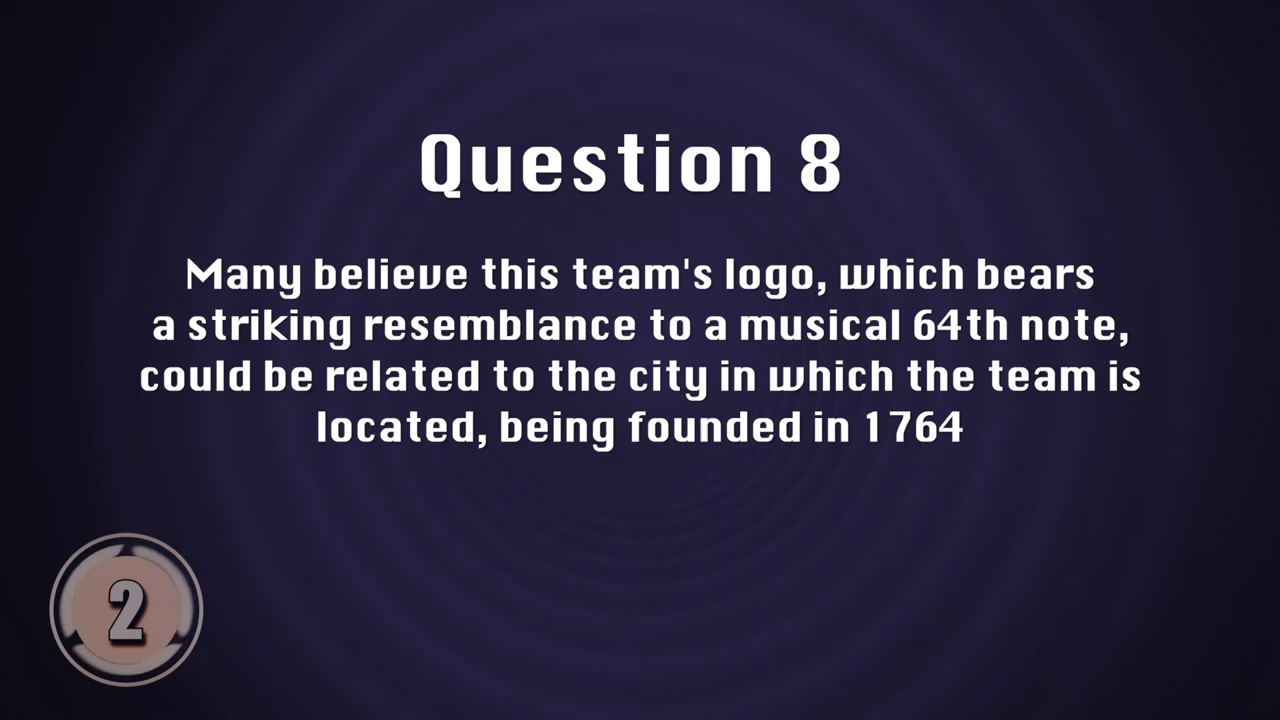 Question 8
Many believe this team's logo, which bears
a striking resemblance to a musical 64th note,
could be related to the city in which the team is
located, being founded in 1764
2